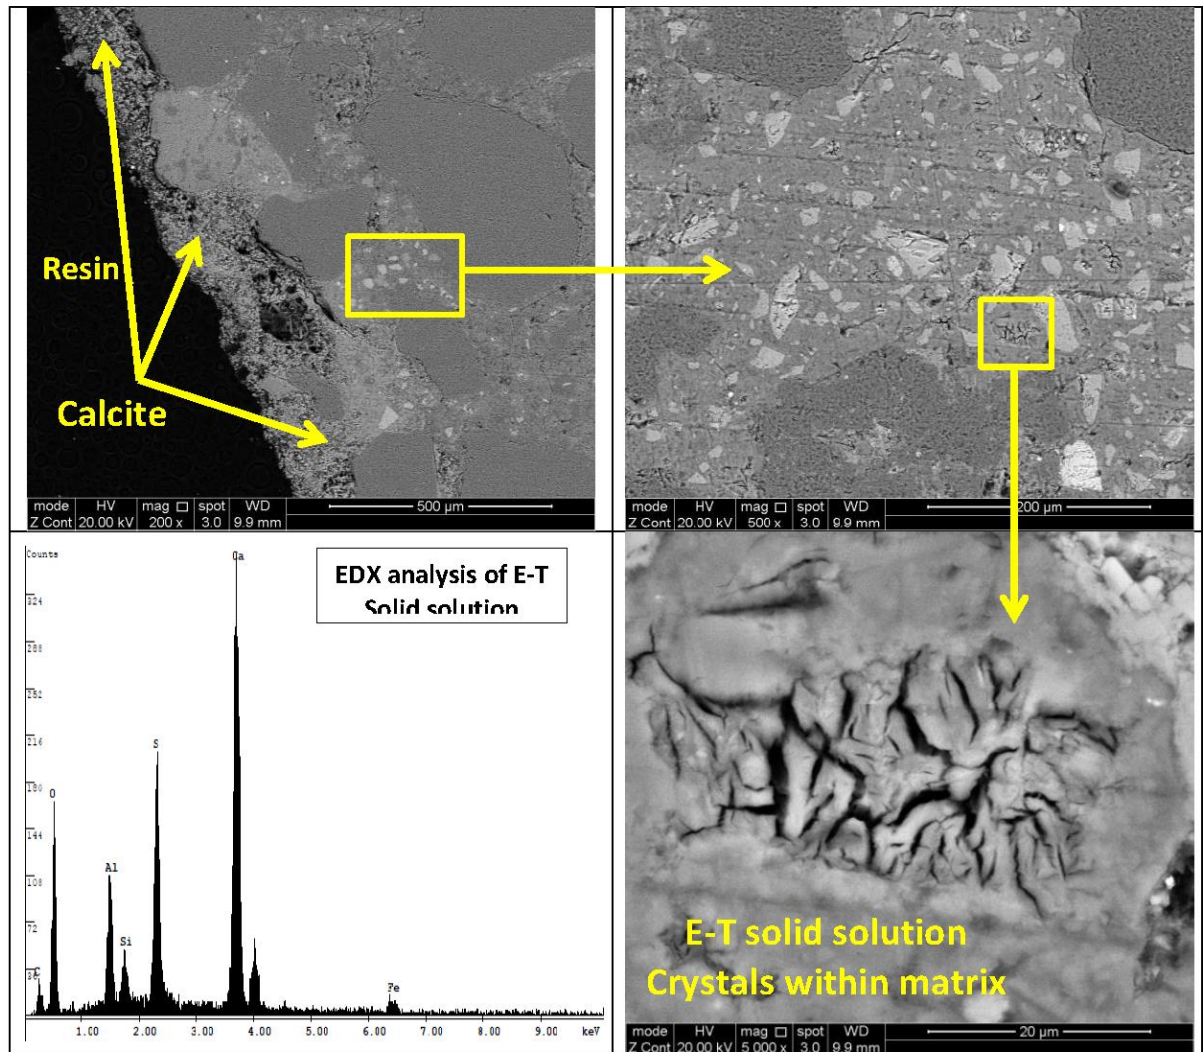 Resin
Calcite
mode HV mag □ spot WD
Z Cont 20.00 kV 200 x 3.0 9.9 mm
500 µm
mode HV mag □ spot WD
Z Cont 20.00 kV 500 x 3.0 9.9 mm
200 µm
Counts
EDX analysis of E-T
Solid solution
Ca
324
288
252
216
S
180
O
144
Al
108
72
Si
36
C
Fe
1.00 2.00 3.00 4.00 5.00 6.00 7.00 8.00 9.00 keV
E-T solid solution
Crystals within matrix
mode HV mag □ spot WD
Z Cont 20.00 kV 5 000 x 3.0 9.9 mm
20 µm